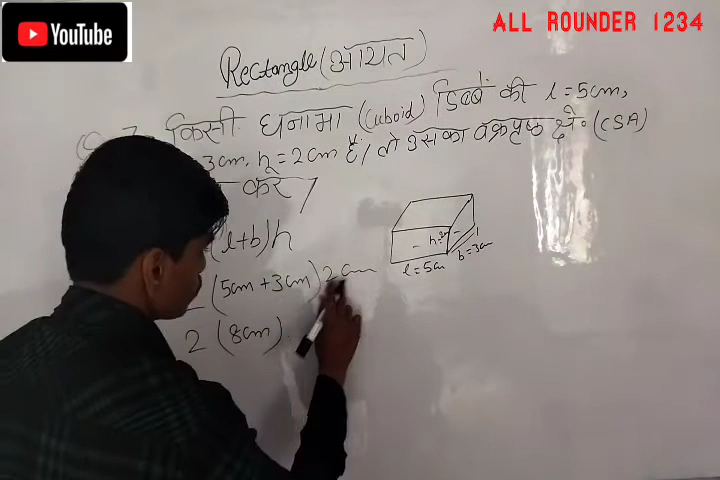 YouTube
ALL ROUNDER 1234
Rectangle (आयत)
किसी घनाभा (Cuboid) डिब्बे की l = 5cm,
3cm, h = 2cm है, तो उसका वक्रपृष्ठ क्षे॰ (CSA)
करें।
(l+b)h
(5cm + 3cm) 2cm
2 (8cm).
l = 5cm
b = 3cm